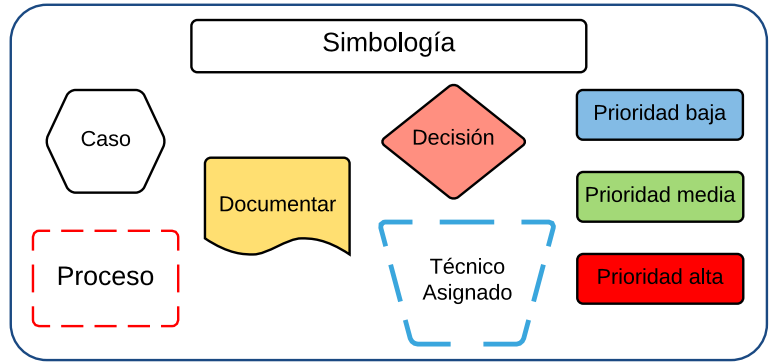 Simbología
Caso
Proceso
Documentar
Decisión
Técnico
Asignado
Prioridad baja
Prioridad media
Prioridad alta